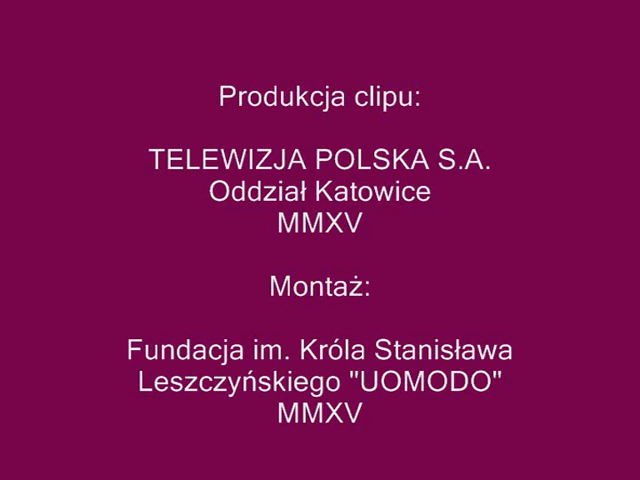 Produkcja clipu:
TELEWIZJA POLSKA S.A.
Oddział Katowice
MMXV
Montaż:
Fundacja im. Króla Stanisława
Leszczyńskiego "UOMODO"
MMXV